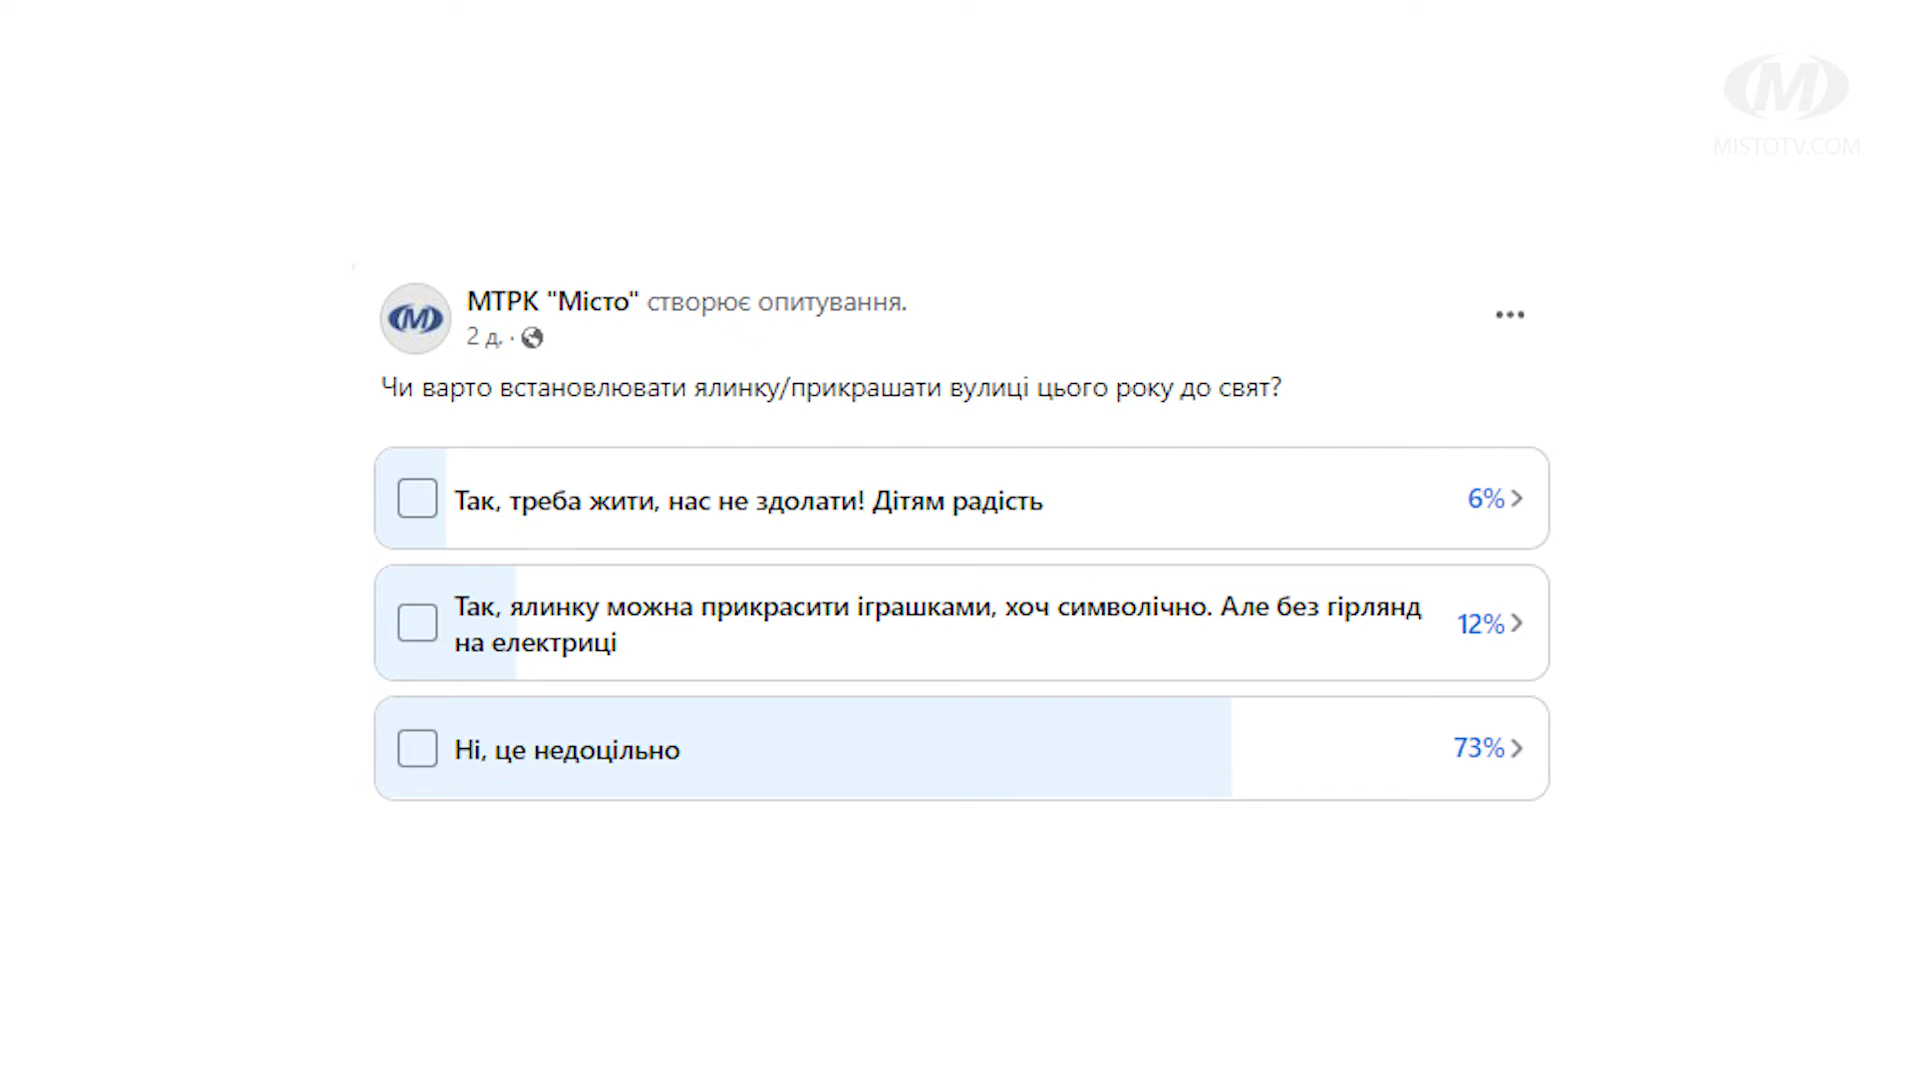 MISTOTV.COM
МТРК "Місто" створює опитування.
2 д. ·
Чи варто встановлювати ялинку/прикрашати вулиці цього року до свят?
Так, треба жити, нас не здолати! Дітям радість
6%
Так, ялинку можна прикрасити іграшками, хоч символічно. Але без гірлянд
на електриці
12%
Ні, це недоцільно
73%